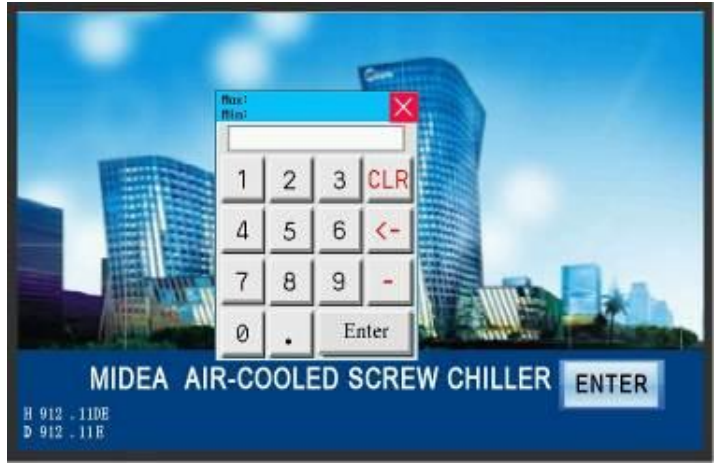 Max:
Min:
1 2 3 CLR
4 5 6 <-
7 8 9 -
0 . Enter
MIDEA AIR-COOLED SCREW CHILLER ENTER
H 912 .11DE
D 912 .11E